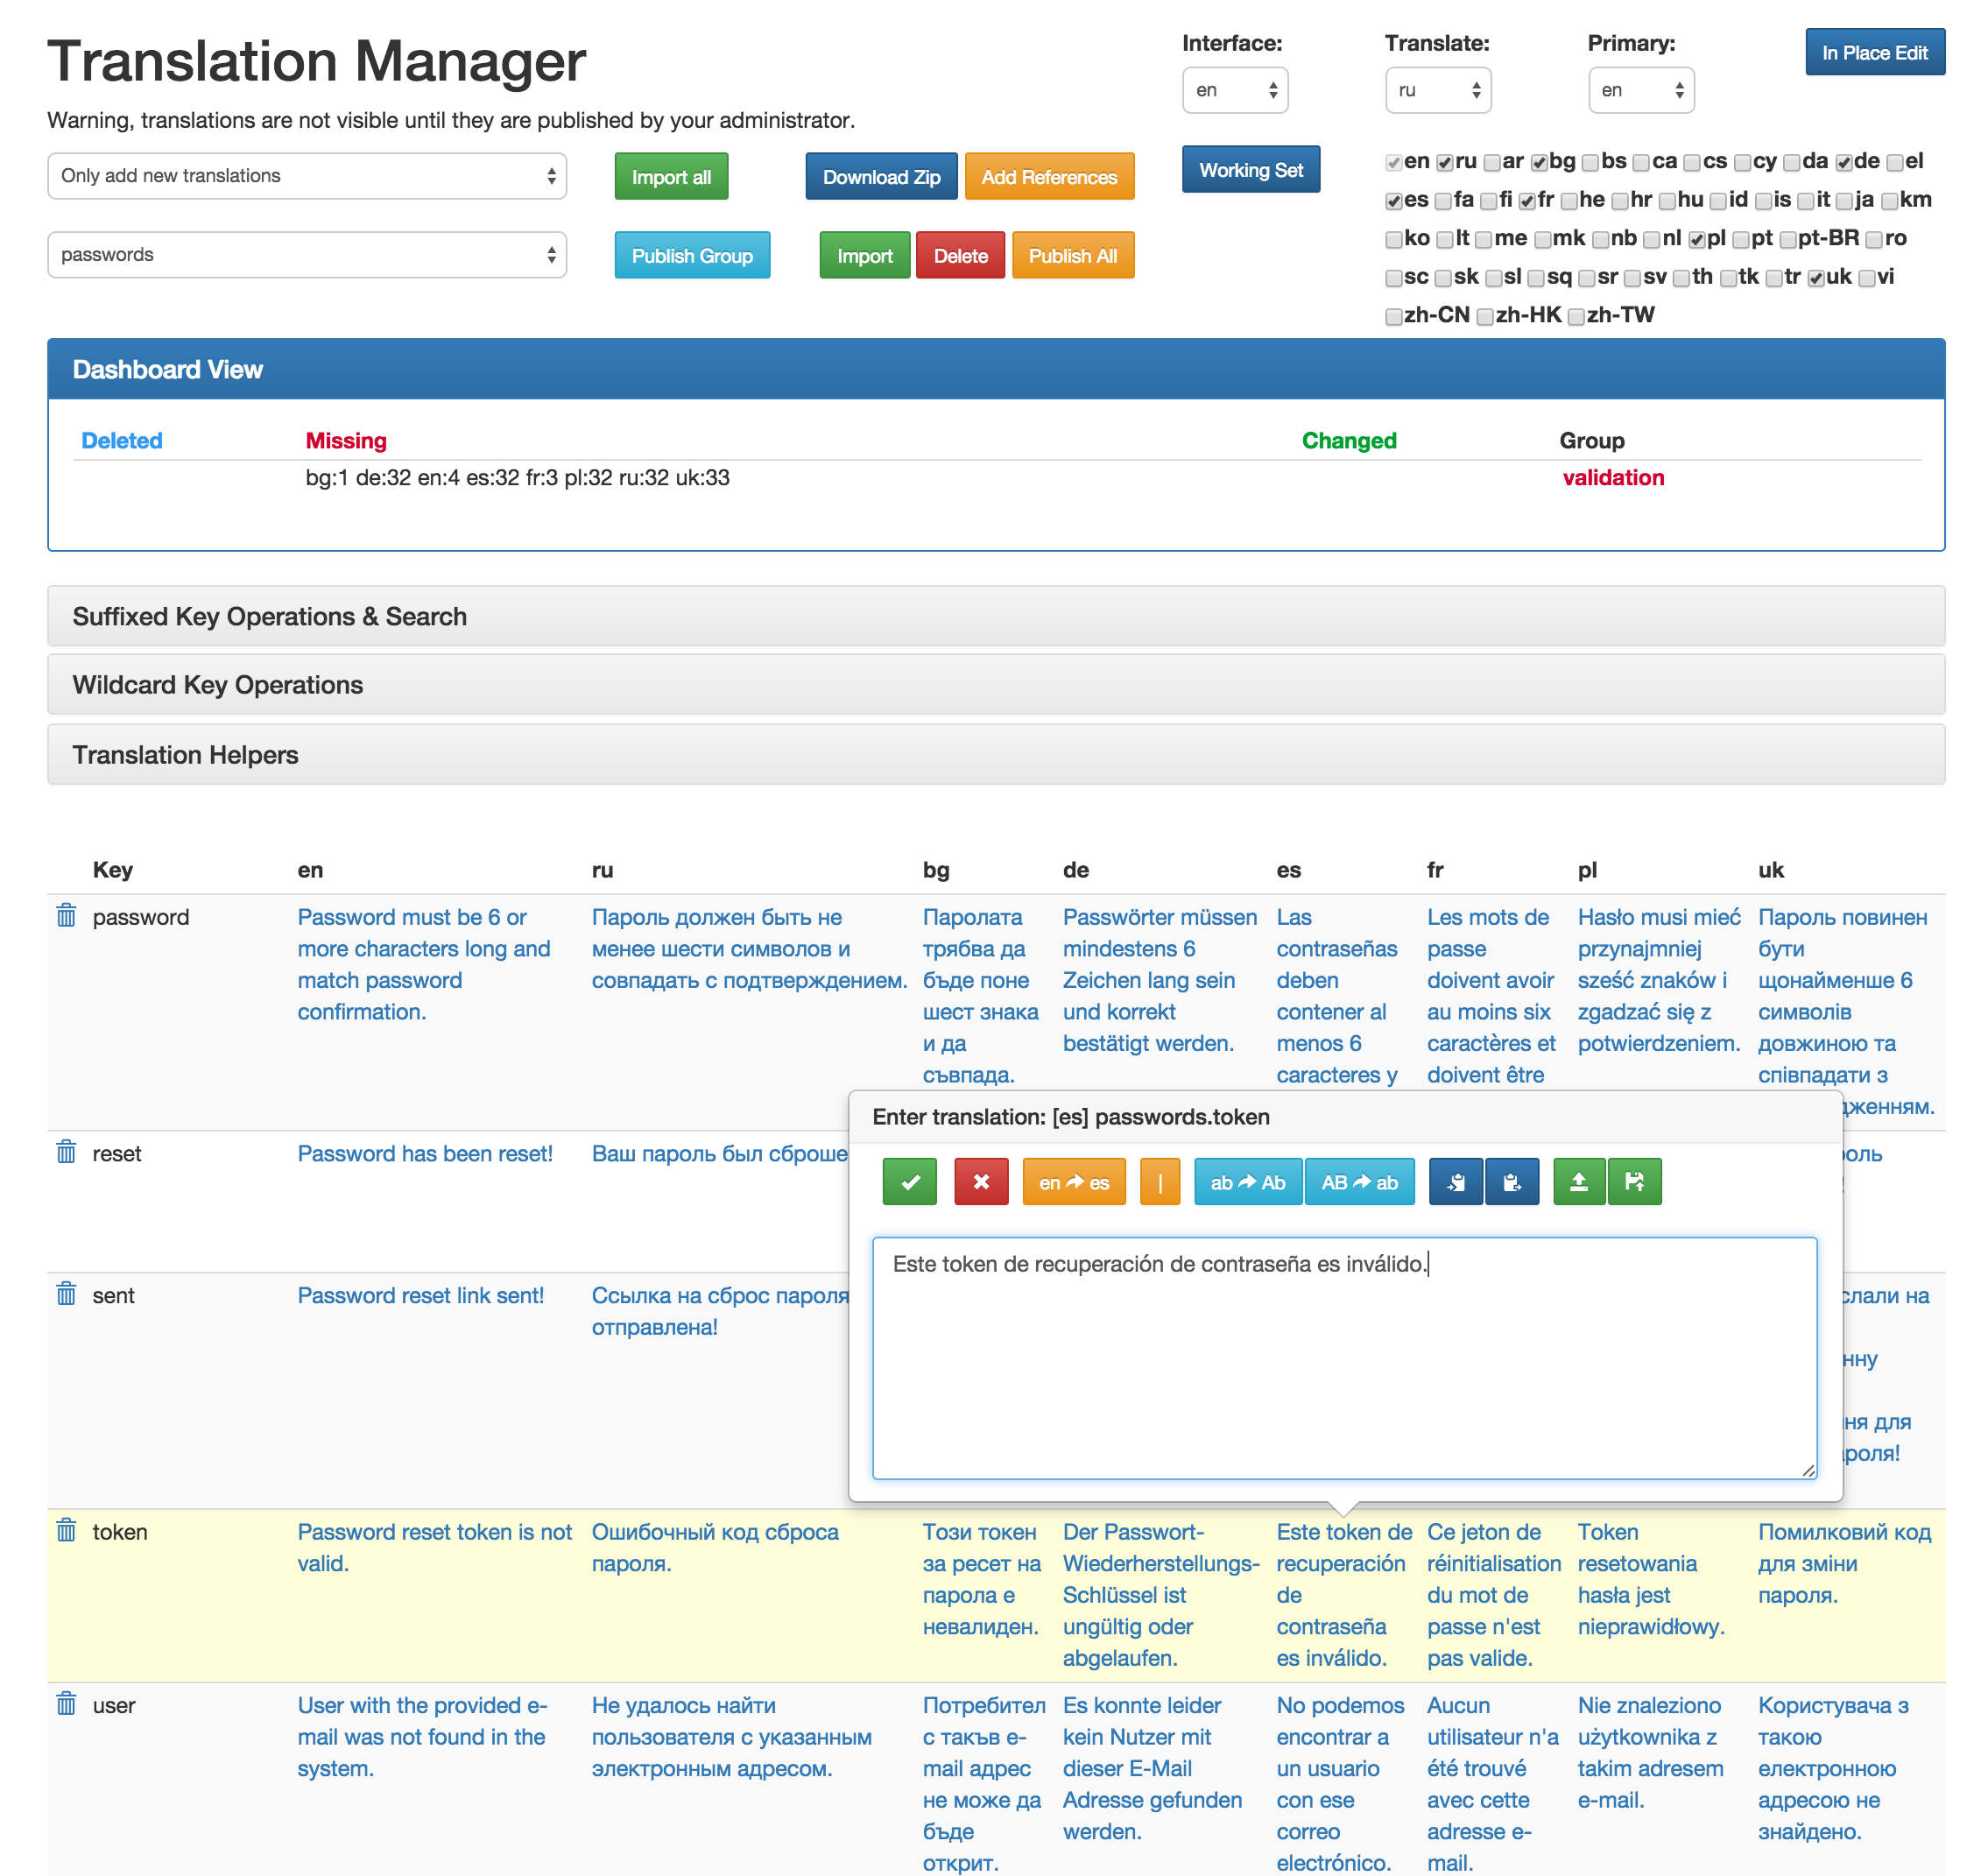 Translation Manager
Warning, translations are not visible until they are published by your administrator.
Interface:
en
Translate:
ru
Primary:
en
In Place Edit
Only add new translations
Import all
Download Zip
Add References
Working Set
passwords
Publish Group
Import
Delete
Publish All
en ru ar bg bs ca cs cy da de el
es fa fi fr he hr hu id is it ja km
ko lt me mk nb nl pl pt pt-BR ro
sc sk sl sq sr sv th tk tr uk vi
zh-CN zh-HK zh-TW
Dashboard View
Deleted Missing Changed Group
bg:1 de:32 en:4 es:32 fr:3 pl:32 ru:32 uk:33 validation
Suffixed Key Operations & Search
Wildcard Key Operations
Translation Helpers
Key en ru bg de es fr pl uk
password
Password must be 6 or
more characters long and
match password
confirmation.
Пароль должен быть не
менее шести символов и
совпадать с подтверждением.
Паролата
трябва да
бъде поне
шест знака
и да
съвпада.
Passwörter müssen
mindestens 6
Zeichen lang sein
und korrekt
bestätigt werden.
Las
contraseñas
deben
contener al
menos 6
caracteres y
Les mots de
passe
doivent avoir
au moins six
caractères et
doivent être
Hasło musi mieć
przynajmniej
sześć znaków i
zgadzać się z
potwierdzeniem.
Пароль повинен
бути
щонайменше 6
символів
довжиною та
співпадати з
дженням.
reset
Password has been reset!
Ваш пароль был сброше
оль
sent
Password reset link sent!
Ссылка на сброс пароля
отправлена!
слали на
нну
ня для
ароля!
Enter translation: [es] passwords.token
en es
|
ab Ab
AB ab
Este token de recuperación de contraseña es inválido.
token
Password reset token is not
valid.
Ошибочный код сброса
пароля.
Този токен
за ресет на
парола е
невалиден.
Der Passwort-
Wiederherstellungs-
Schlüssel ist
ungültig oder
abgelaufen.
Este token de
recuperación
de
contraseña
es inválido.
Ce jeton de
réinitialisation
du mot de
passe n'est
pas valide.
Token
resetowania
hasła jest
nieprawidłowy.
Помилковий код
для зміни
пароля.
user
User with the provided e-
mail was not found in the
system.
Не удалось найти
пользователя с указанным
электронным адресом.
Потребител
с такъв e-
mail адрес
не може да
бъде
открит.
Es konnte leider
kein Nutzer mit
dieser E-Mail
Adresse gefunden
werden.
No podemos
encontrar a
un usuario
con ese
correo
electrónico.
Aucun
utilisateur n'a
été trouvé
avec cette
adresse e-
mail.
Nie znaleziono
użytkownika z
takim adresem
e-mail.
Користувача з
такою
електронною
адресою не
знайдено.